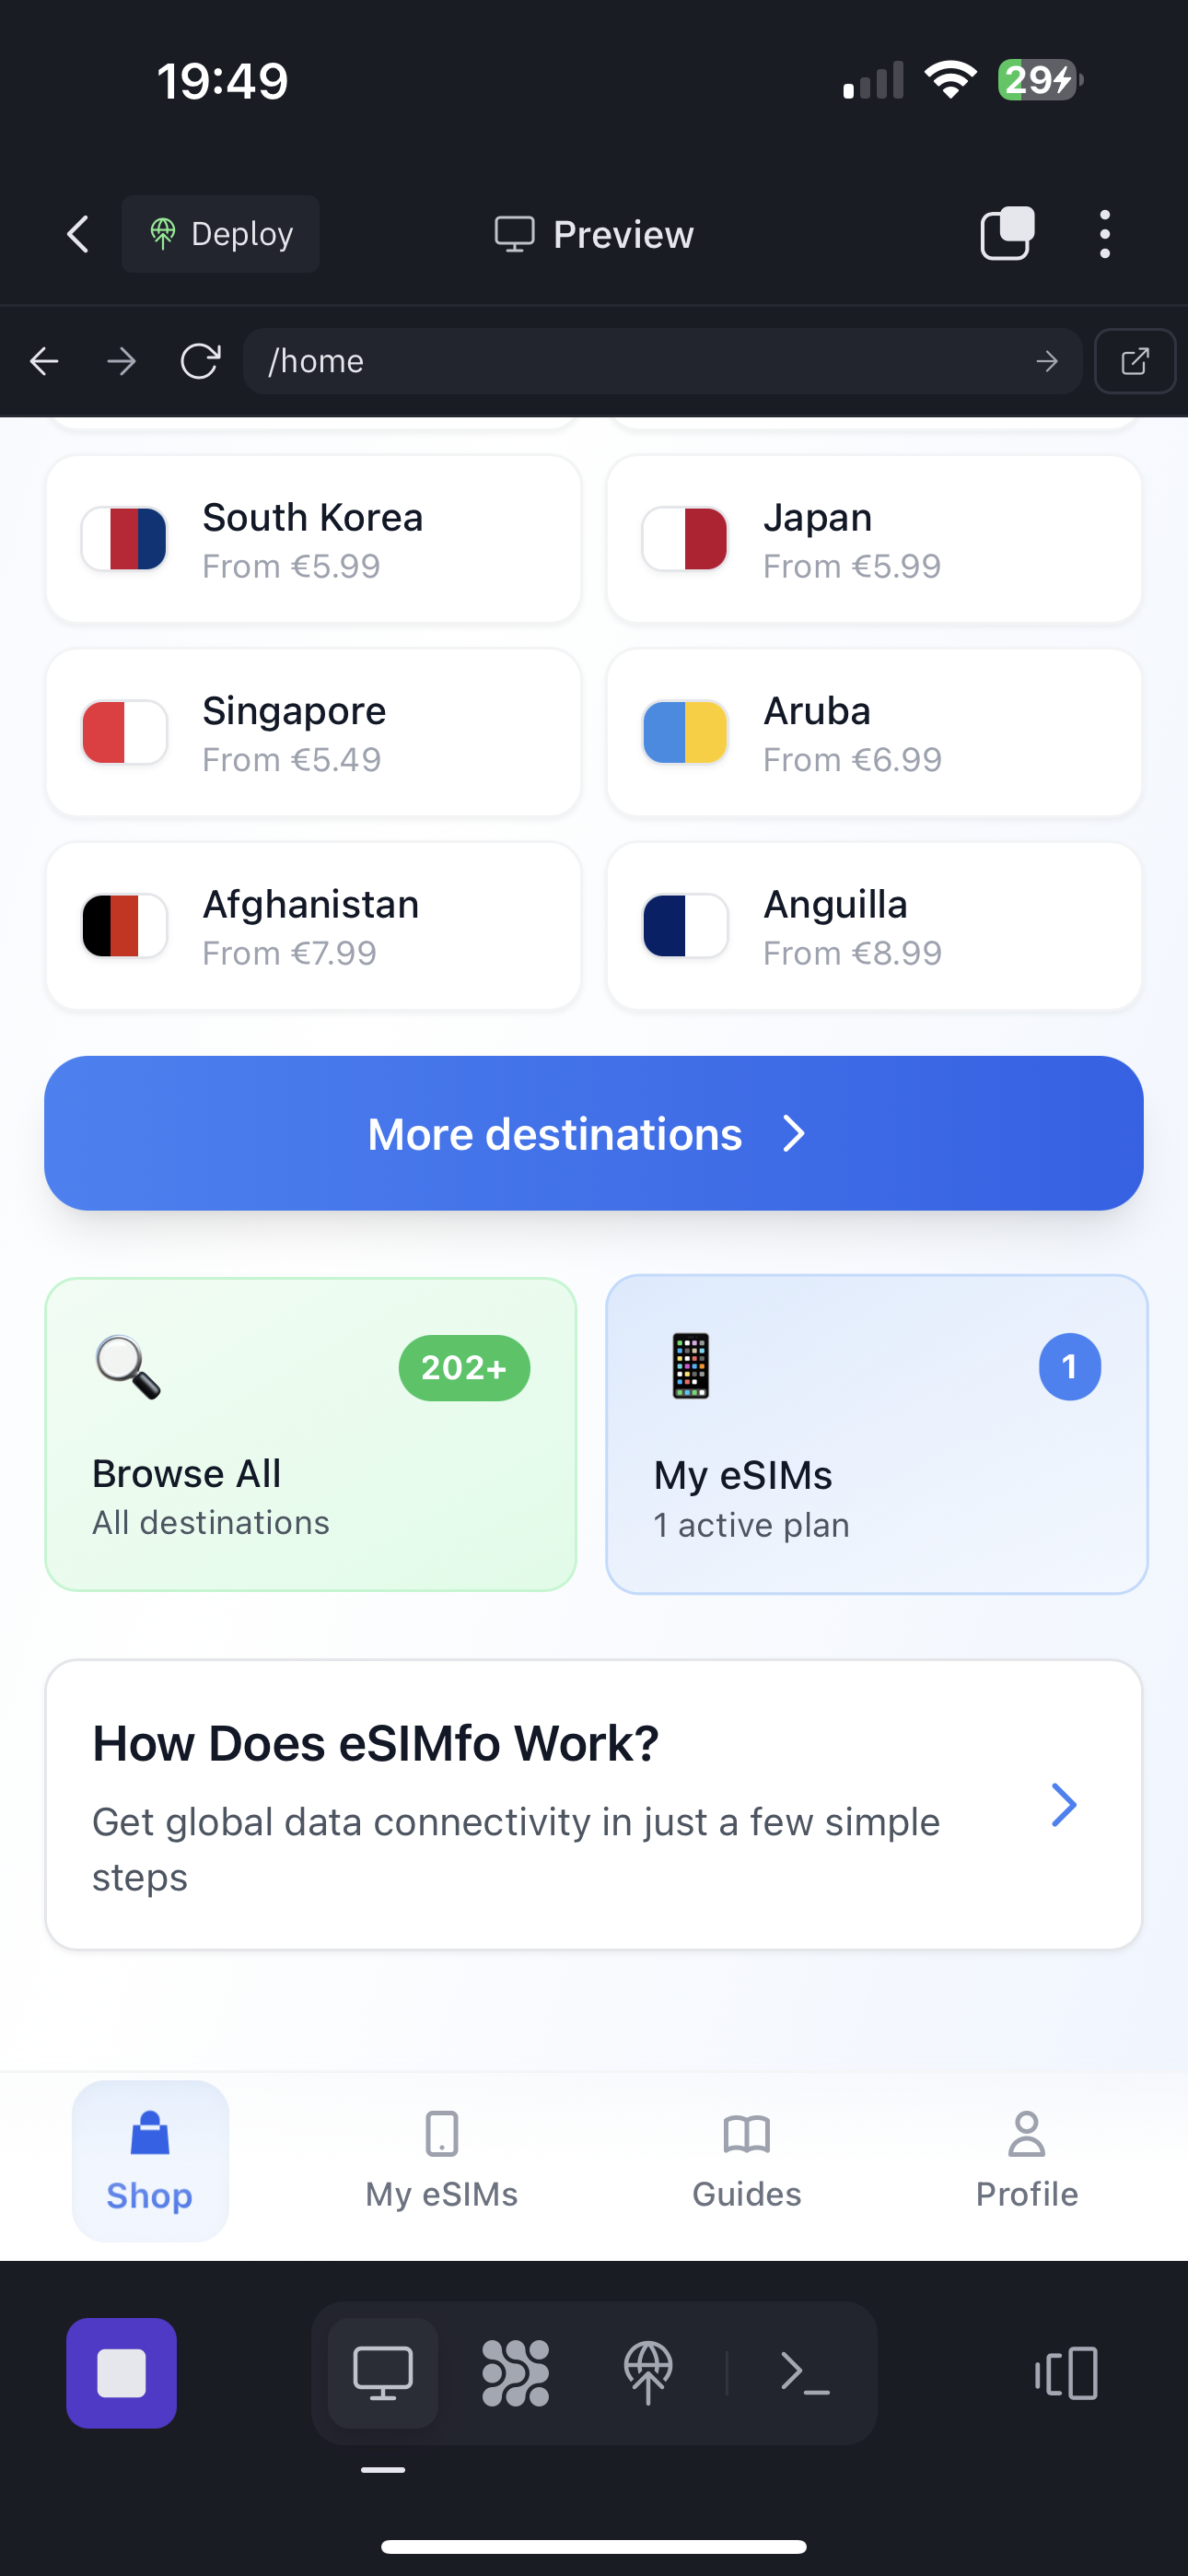 19:49
29
Deploy
Preview
/home
South Korea
From €5.99
Japan
From €5.99
Singapore
From €5.49
Aruba
From €6.99
Afghanistan
From €7.99
Anguilla
From €8.99
More destinations
202+
Browse All
All destinations
1
My eSIMs
1 active plan
How Does eSIMfo Work?
Get global data connectivity in just a few simple
steps
Shop
My eSIMs
Guides
Profile